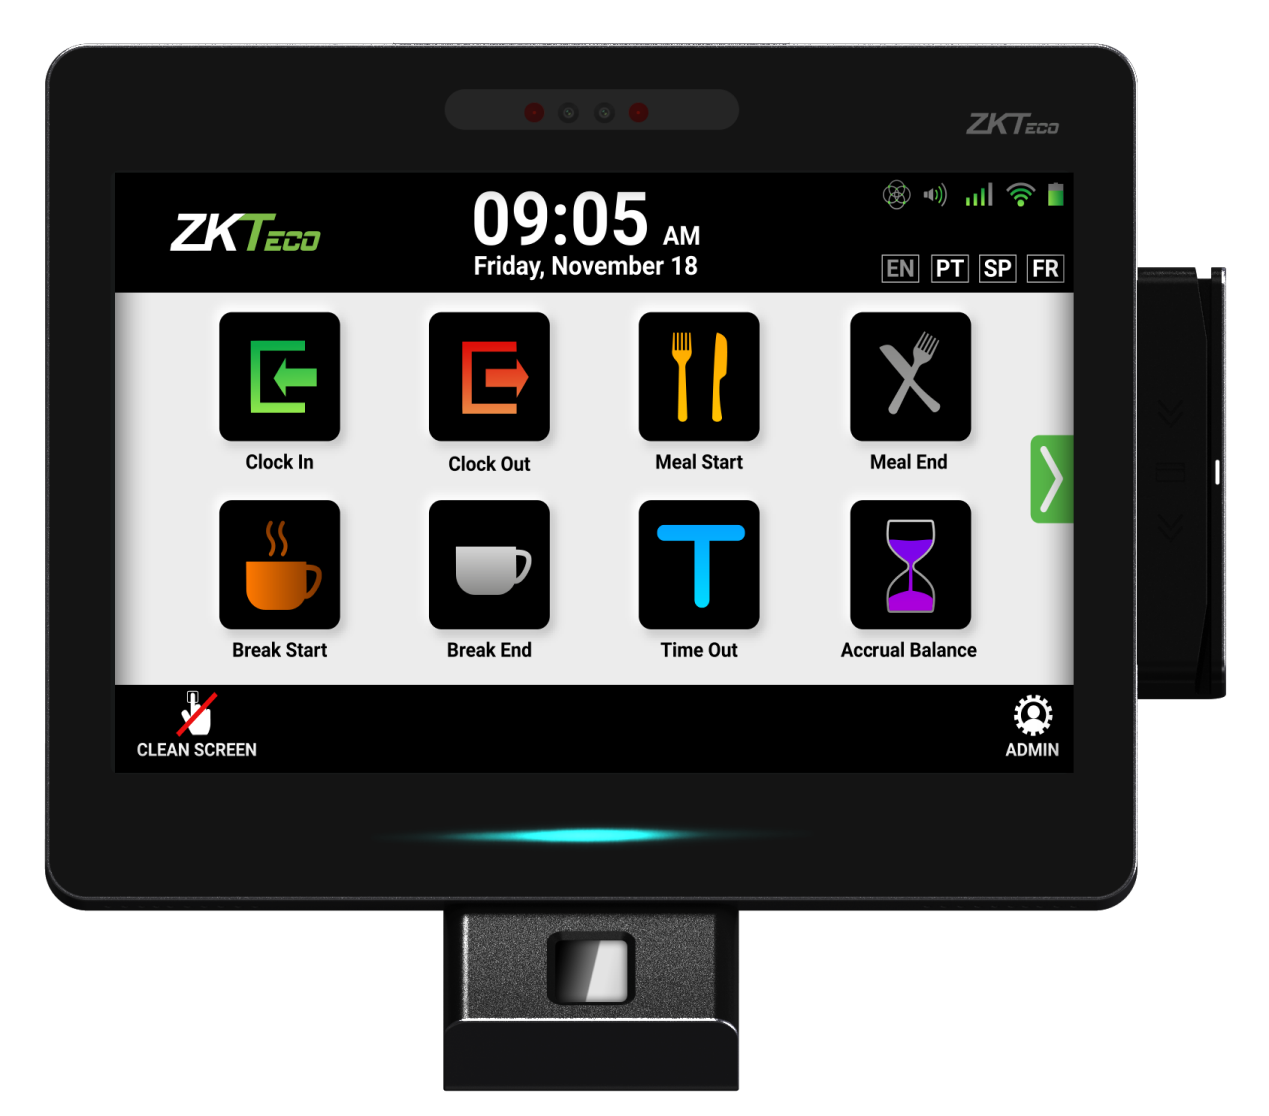 ZKTECO
ZKTECO
09:05 AM
Friday, November 18
EN PT SP FR
Clock In
Clock Out
Meal Start
Meal End
Break Start
Break End
Time Out
Accrual Balance
CLEAN SCREEN
ADMIN